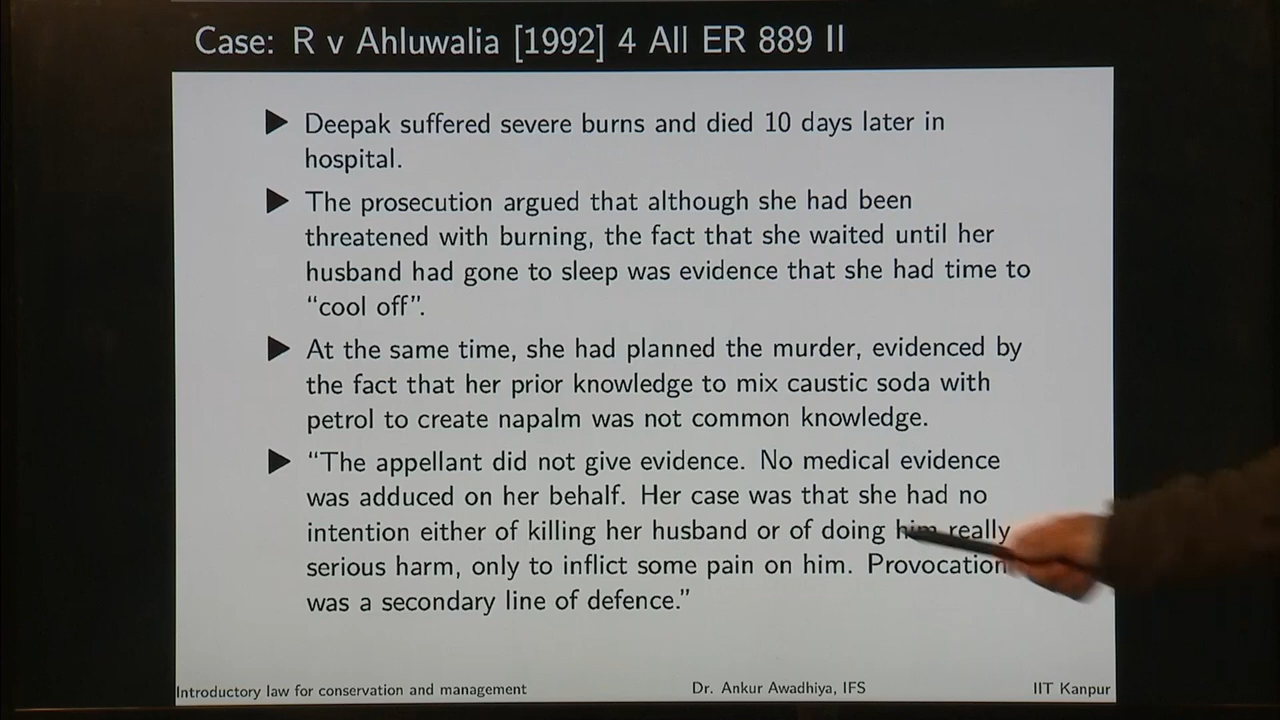 Case: R v Ahluwalia [1992] 4 All ER 889 II
Deepak suffered severe burns and died 10 days later in
hospital.
The prosecution argued that although she had been
threatened with burning, the fact that she waited until her
husband had gone to sleep was evidence that she had time to
“cool off”.
At the same time, she had planned the murder, evidenced by
the fact that her prior knowledge to mix caustic soda with
petrol to create napalm was not common knowledge.
“The appellant did not give evidence. No medical evidence
was adduced on her behalf. Her case was that she had no
intention either of killing her husband or of doing him really
serious harm, only to inflict some pain on him. Provocation
was a secondary line of defence.”
Introductory law for conservation and management Dr. Ankur Awadhiya, IFS IIT Kanpur